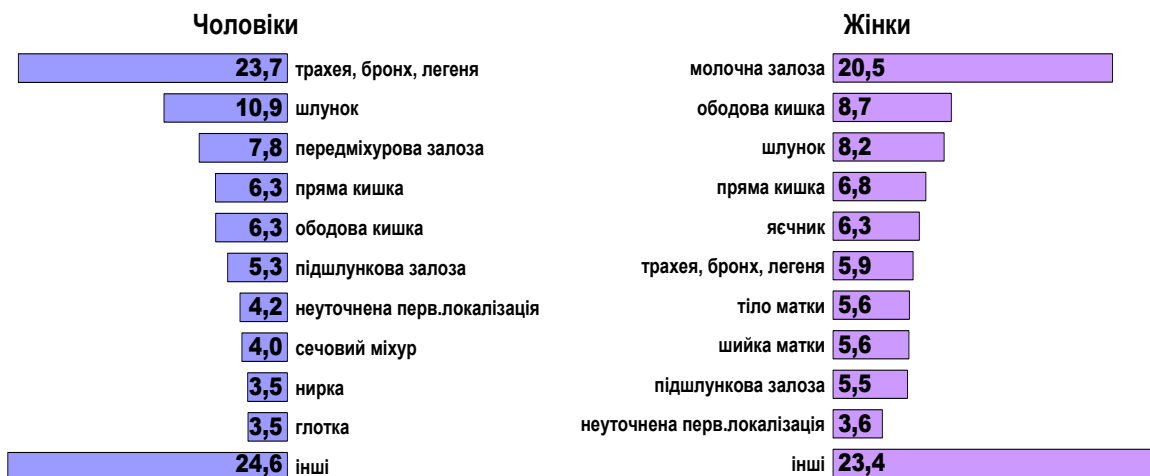 Чоловіки
23,7 трахея, бронх, легеня
10,9 шлунок
7,8 передміхурова залоза
6,3 пряма кишка
6,3 ободова кишка
5,3 підшлункова залоза
4,2 неуточнена перв.локалізація
4,0 сечовий міхур
3,5 нирка
3,5 глотка
24,6 інші
Жінки
молочна залоза 20,5
ободова кишка 8,7
шлунок 8,2
пряма кишка 6,8
яєчник 6,3
трахея, бронх, легеня 5,9
тіло матки 5,6
шийка матки 5,6
підшлункова залоза 5,5
неуточнена перв.локалізація 3,6
інші 23,4